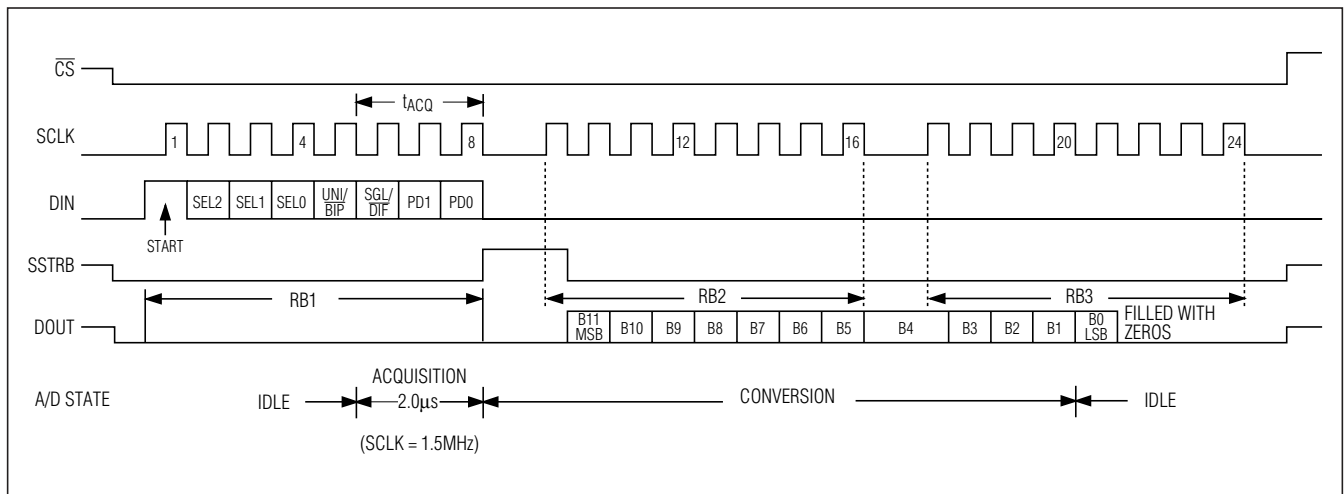 CS
tACQ
SCLK
1
4
8
12
16
20
24
DIN
SEL2
SEL1
SEL0
UNI/
BIP
SGL/
DIF
PD1
PD0
START
SSTRB
RB1
RB2
RB3
DOUT
B11
MSB
B10
B9
B8
B7
B6
B5
B4
B3
B2
B1
B0
LSB
FILLED WITH
ZEROS
A/D STATE
IDLE
ACQUISITION
2.0μs
(SCLK = 1.5MHz)
CONVERSION
IDLE